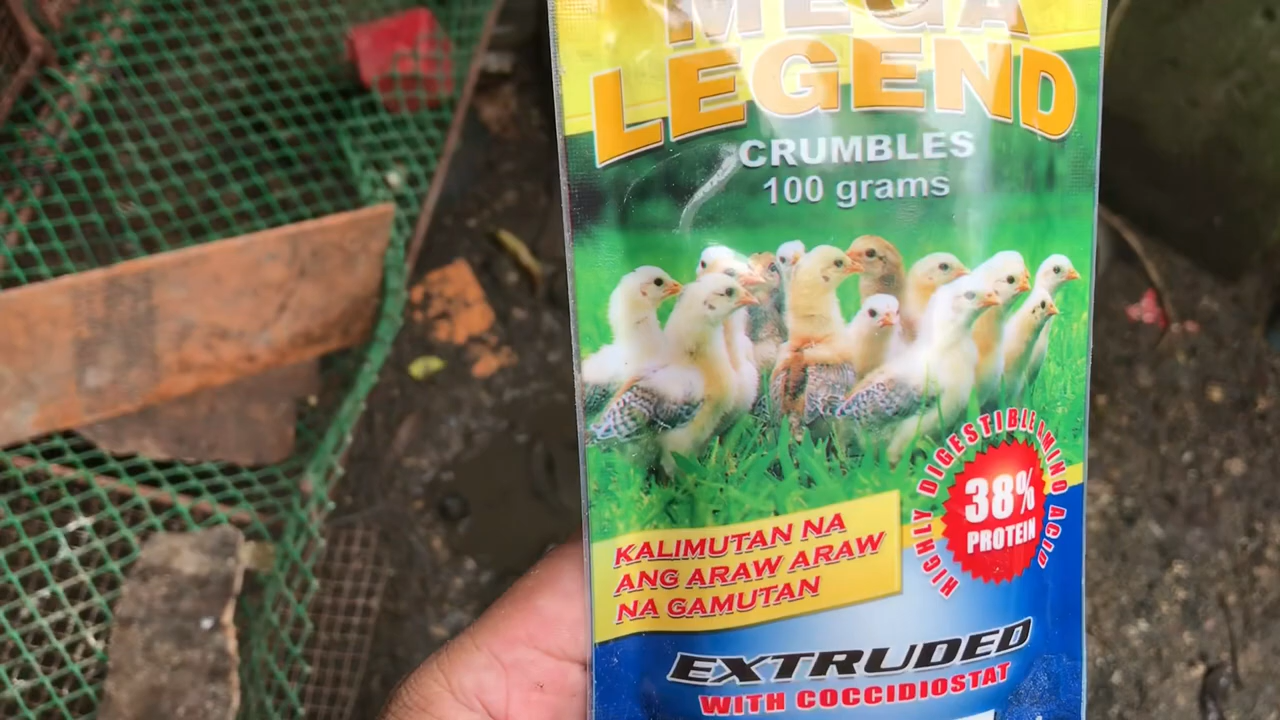 MEGA
LEGEND
CRUMBLES
100 grams
HIGHLY DIGESTIBLE AMINO ACID
38%
PROTEIN
KALIMUTAN NA
ANG ARAW ARAW
NA GAMUTAN
EXTRUDED
WITH COCCIDIOSTAT